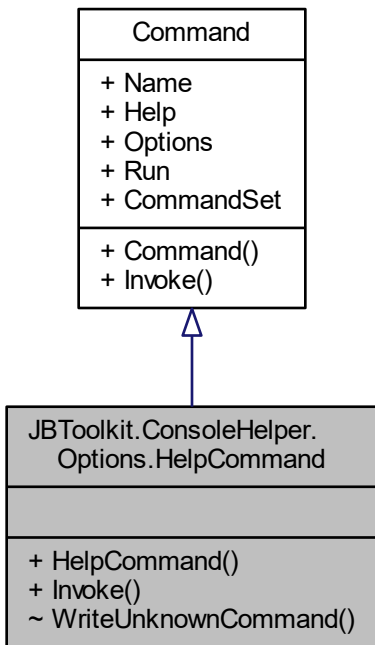 Command
+ Name
+ Help
+ Options
+ Run
+ CommandSet
+ Command()
+ Invoke()
JBToolkit.ConsoleHelper.
Options.HelpCommand
+ HelpCommand()
+ Invoke()
~ WriteUnknownCommand()